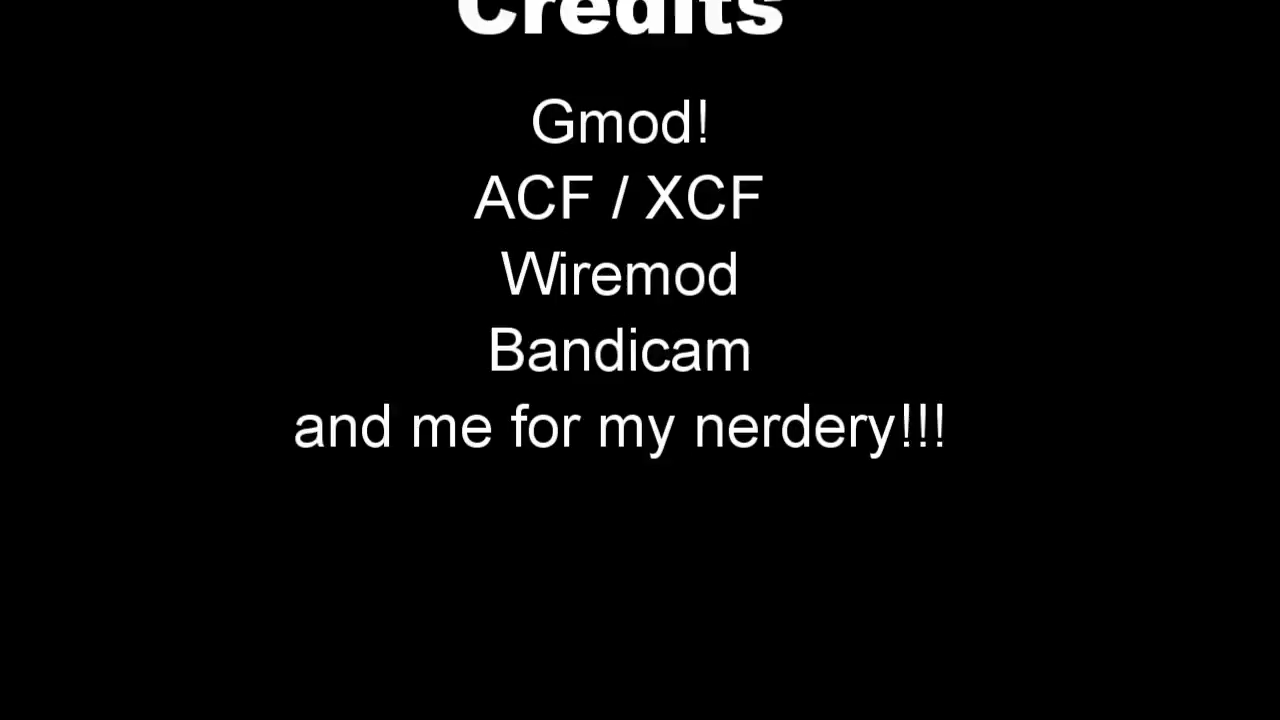 Credits
Gmod!
ACF / XCF
Wiremod
Bandicam
and me for my nerdery!!!